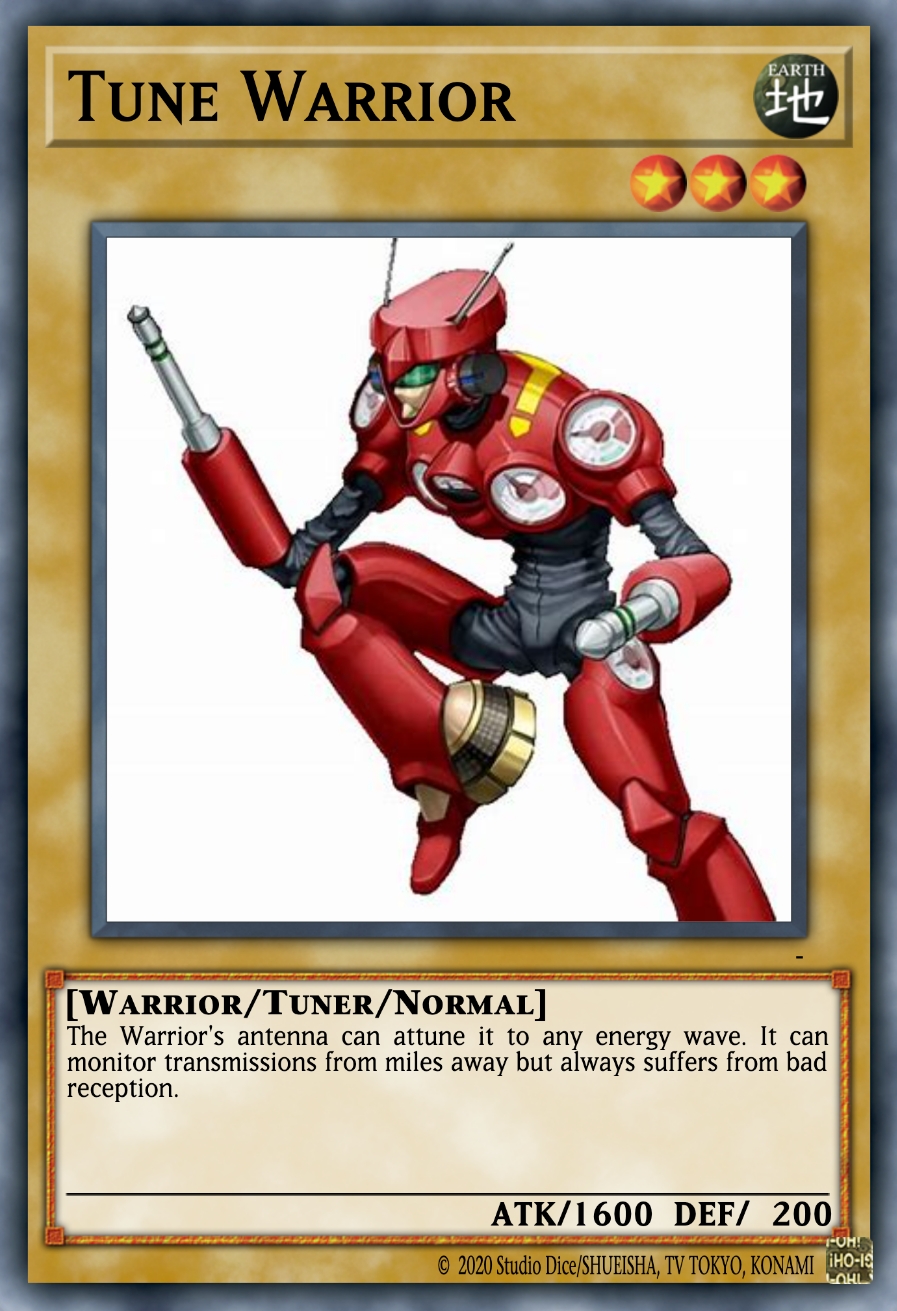 TUNE WARRIOR
EARTH
地
-
[WARRIOR/TUNER/NORMAL]
The Warrior's antenna can attune it to any energy wave. It can
monitor transmissions from miles away but always suffers from bad
reception.
ATK/1600 DEF/ 200
© 2020 Studio Dice/SHUEISHA, TV TOKYO, KONAMI